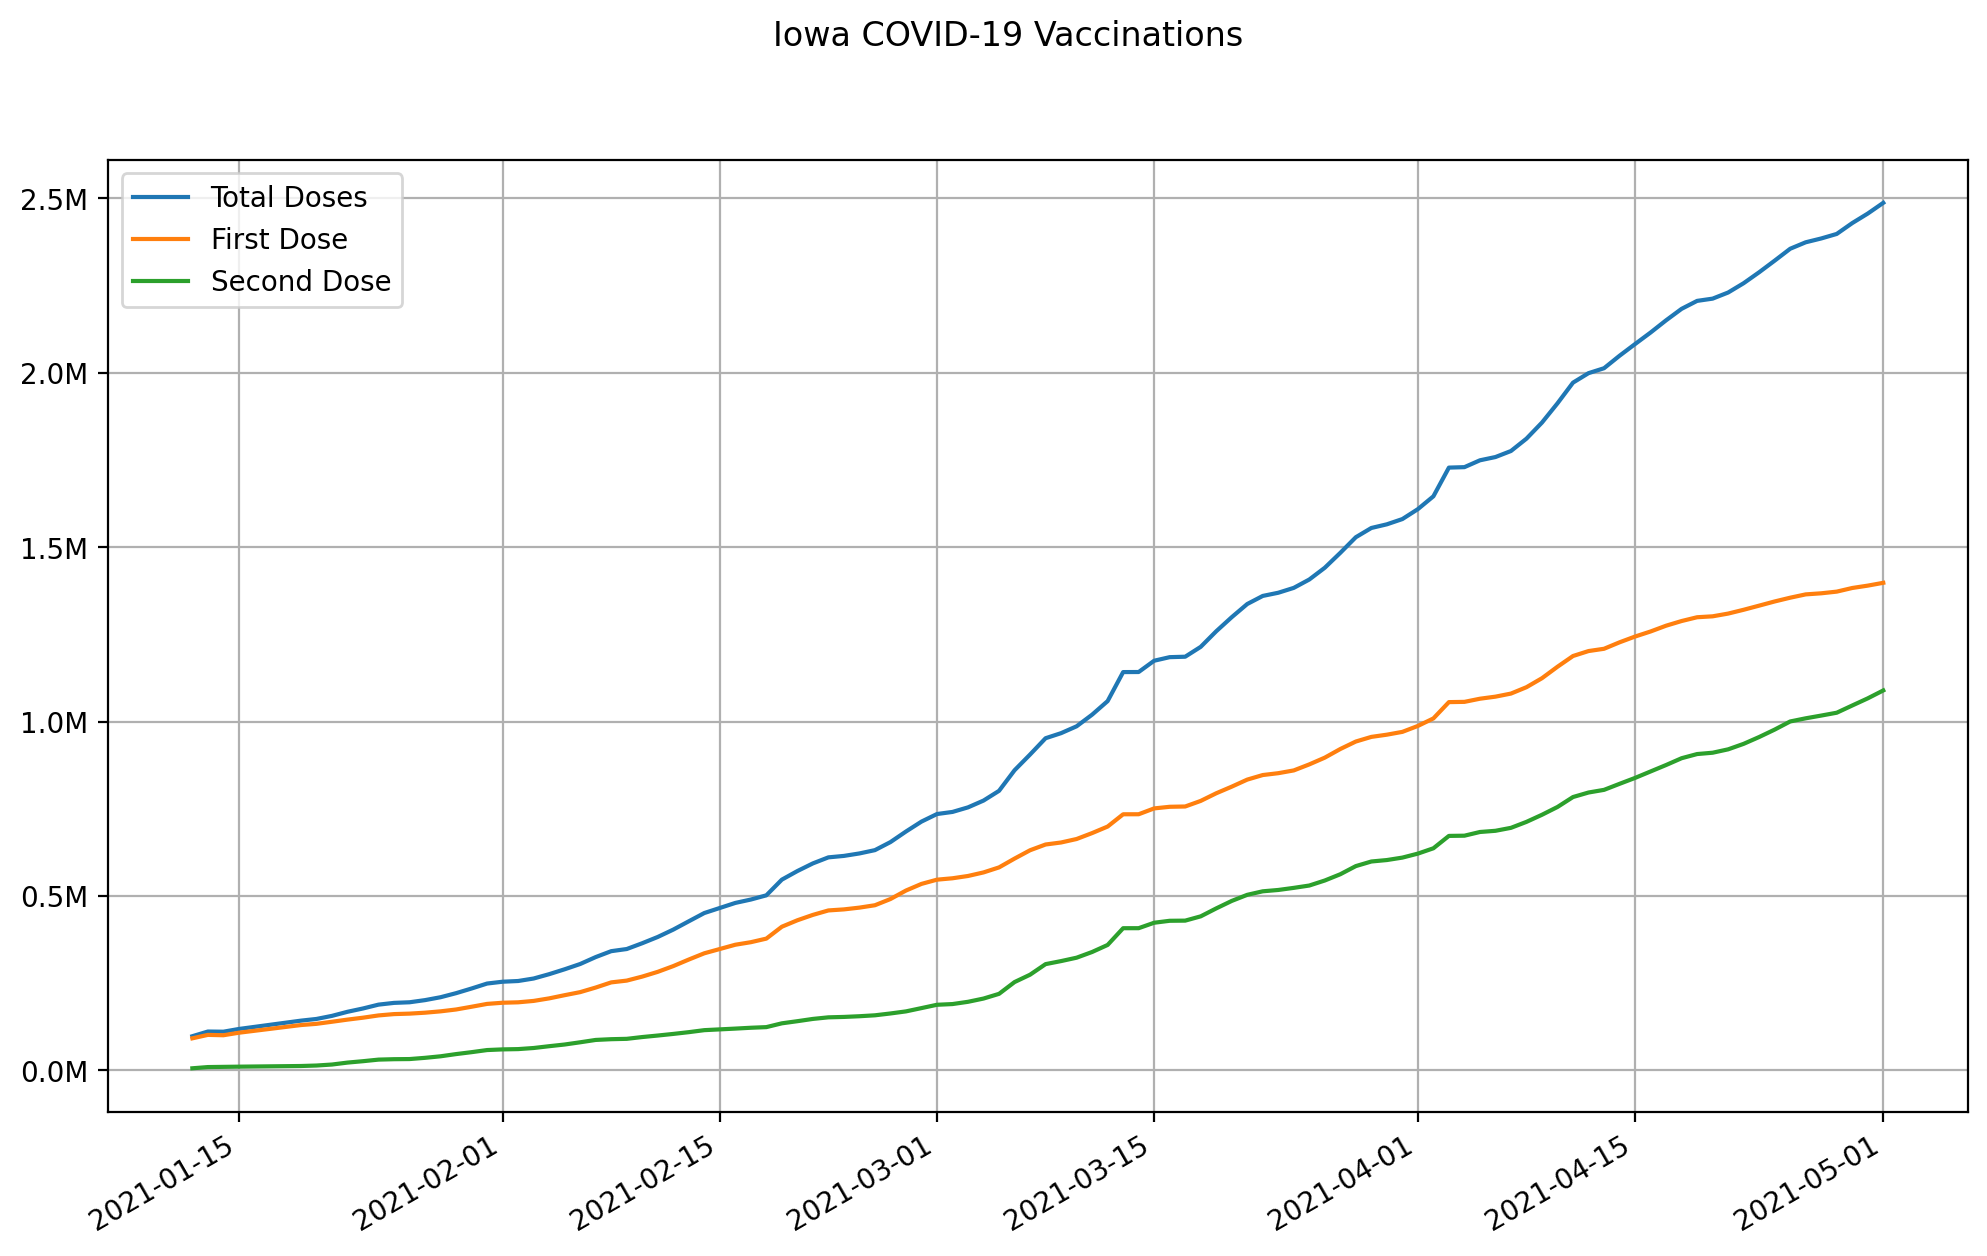 Iowa COVID-19 Vaccinations
Total Doses
First Dose
Second Dose
2.5M
2.0M
1.5M
1.0M
0.5M
0.0M
2021-01-15
2021-02-01
2021-02-15
2021-03-01
2021-03-15
2021-04-01
2021-04-15
2021-05-01